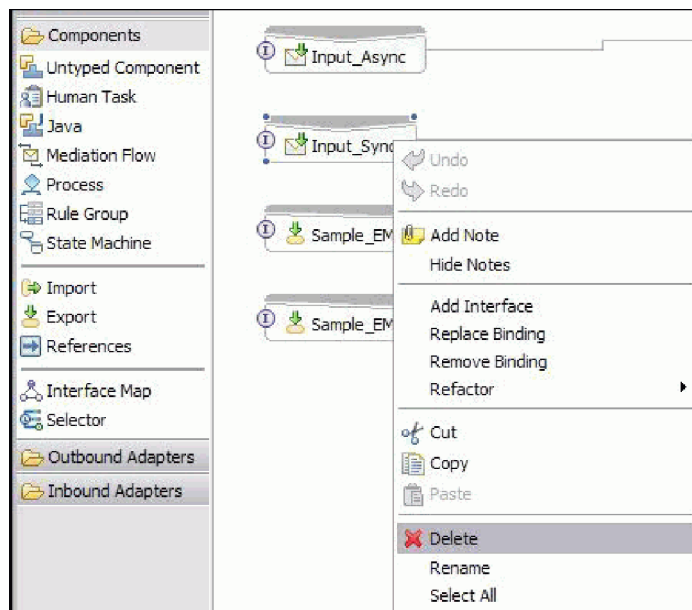 Components
Untyped Component
Human Task
Java
Mediation Flow
Process
Rule Group
State Machine
Import
Export
References
Interface Map
Selector
Outbound Adapters
Inbound Adapters
Input_Async
Input_Sync
Sample_EM
Sample_EM
Undo
Redo
Add Note
Hide Notes
Add Interface
Replace Binding
Remove Binding
Refactor
Cut
Copy
Paste
Delete
Rename
Select All